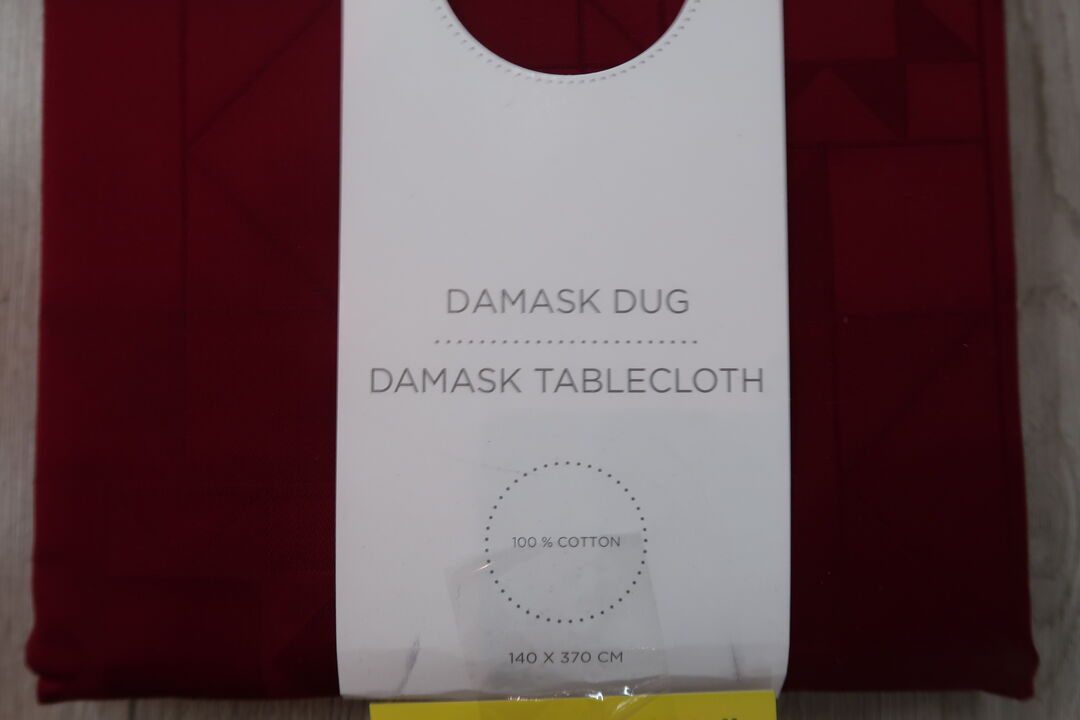 DAMASK DUG
DAMASK TABLECLOTH
100 % COTTON
140 X 370 CM